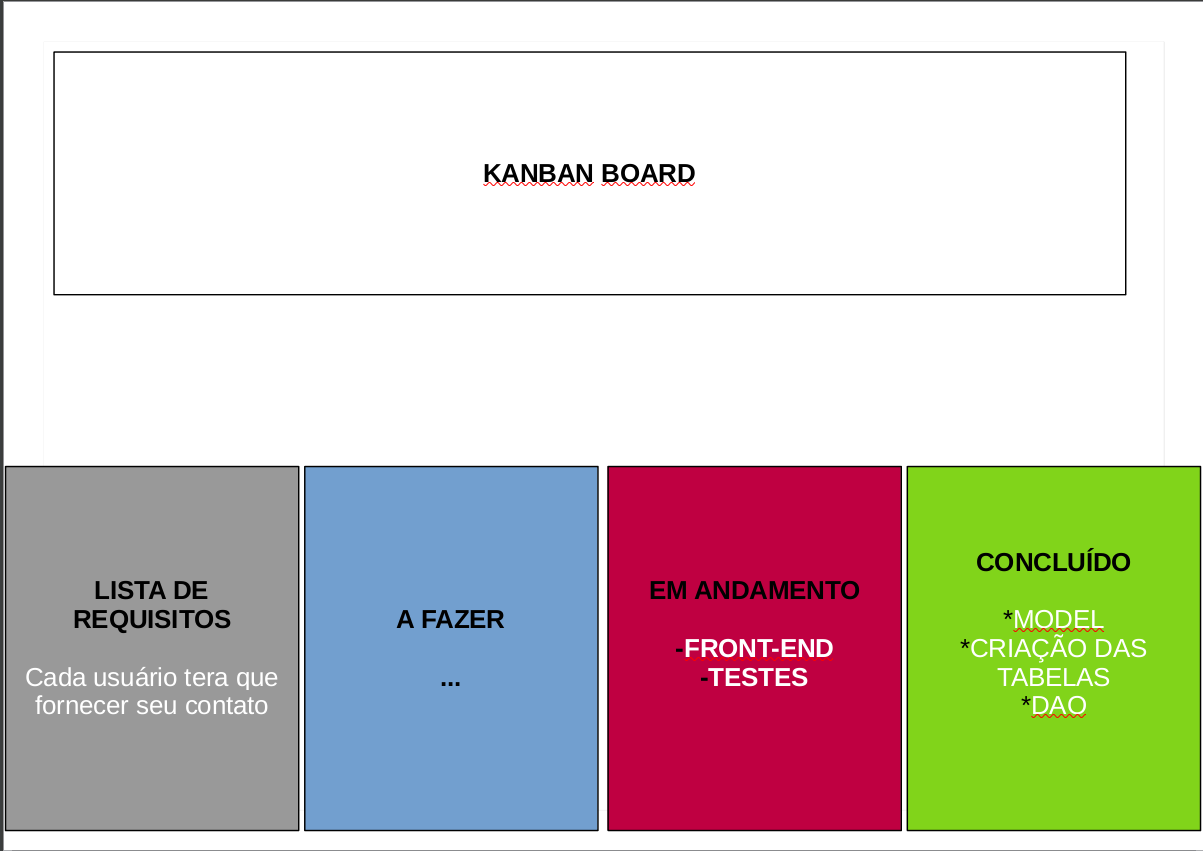 KANBAN BOARD
LISTA DE
REQUISITOS
Cada usuário tera que
fornecer seu contato
A FAZER
...
EM ANDAMENTO
-FRONT-END
-TESTES
CONCLUÍDO
*MODEL
*CRIAÇÃO DAS
TABELAS
*DAO